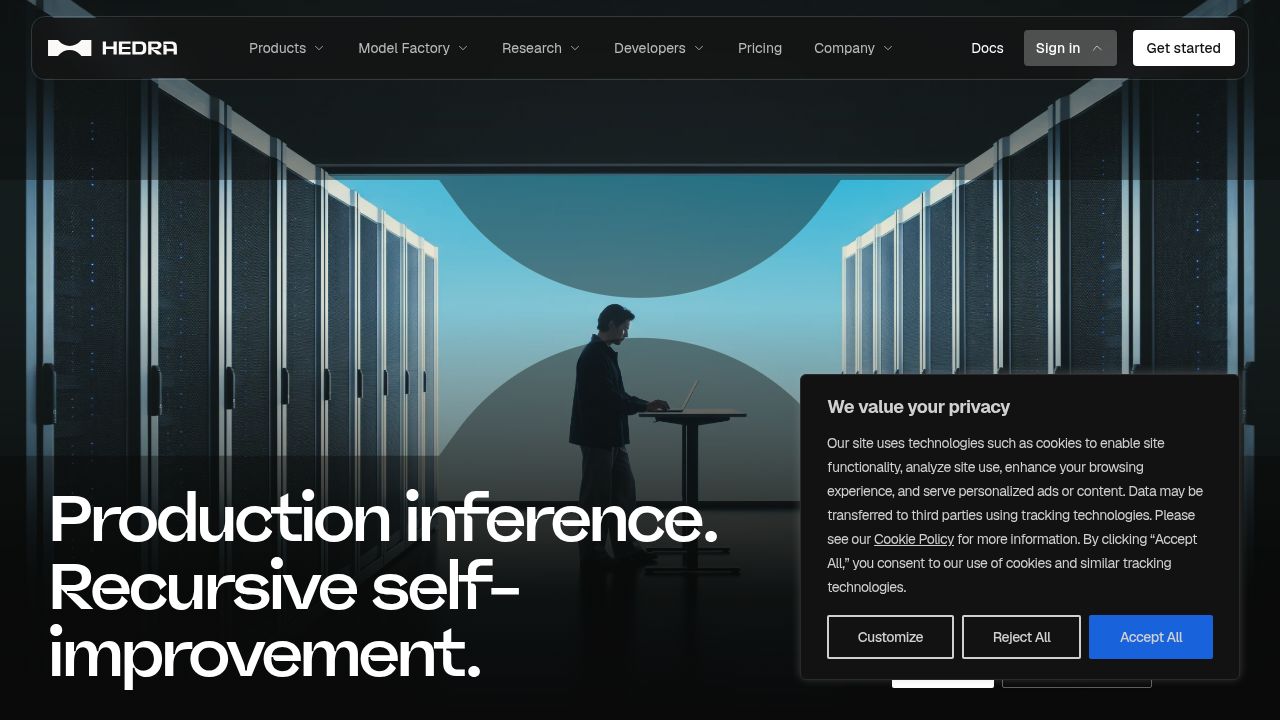 HEDRA
Products
Model Factory
Research
Developers
Pricing
Company
Docs
Sign in
Get started
Production inference.
Recursive self-
improvement.
We value your privacy
Our site uses technologies such as cookies to enable site
functionality, analyze site use, enhance your browsing
experience, and serve personalized ads or content. Data may be
transferred to third parties using tracking technologies. Please
see our Cookie Policy for more information. By clicking “Accept
All,” you consent to our use of cookies and similar tracking
technologies.
Customize
Reject All
Accept All